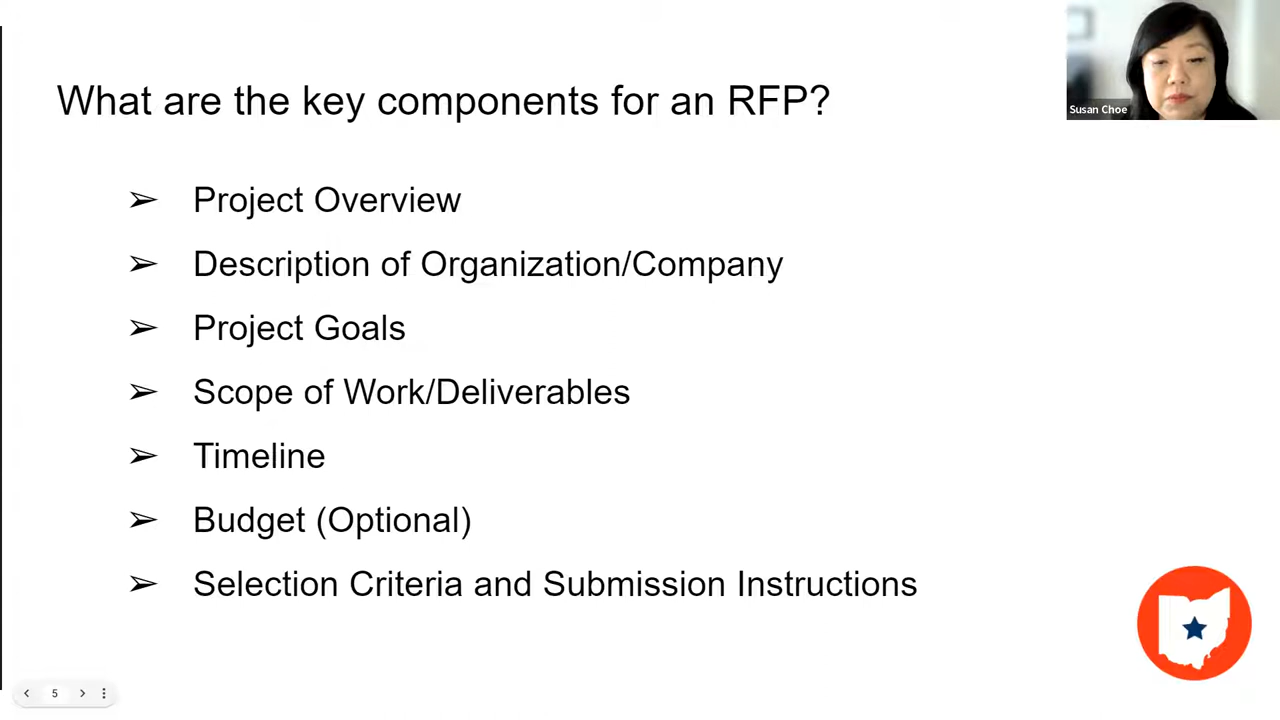 What are the key components for an RFP?
Susan Choe
➢ Project Overview
➢ Description of Organization/Company
➢ Project Goals
➢ Scope of Work/Deliverables
➢ Timeline
➢ Budget (Optional)
➢ Selection Criteria and Submission Instructions
5